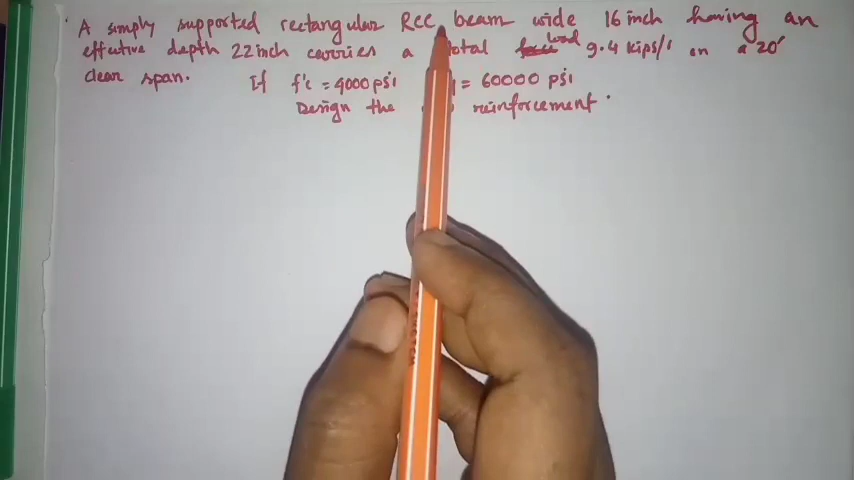 A simply supported rectangular RCC beam wide 16 inch having an
effective depth 22 inch carries a total load 9.4 kips/' on a 20'
clear span. If f'c = 4000 psi = 60000 psi
Design the reinforcement.